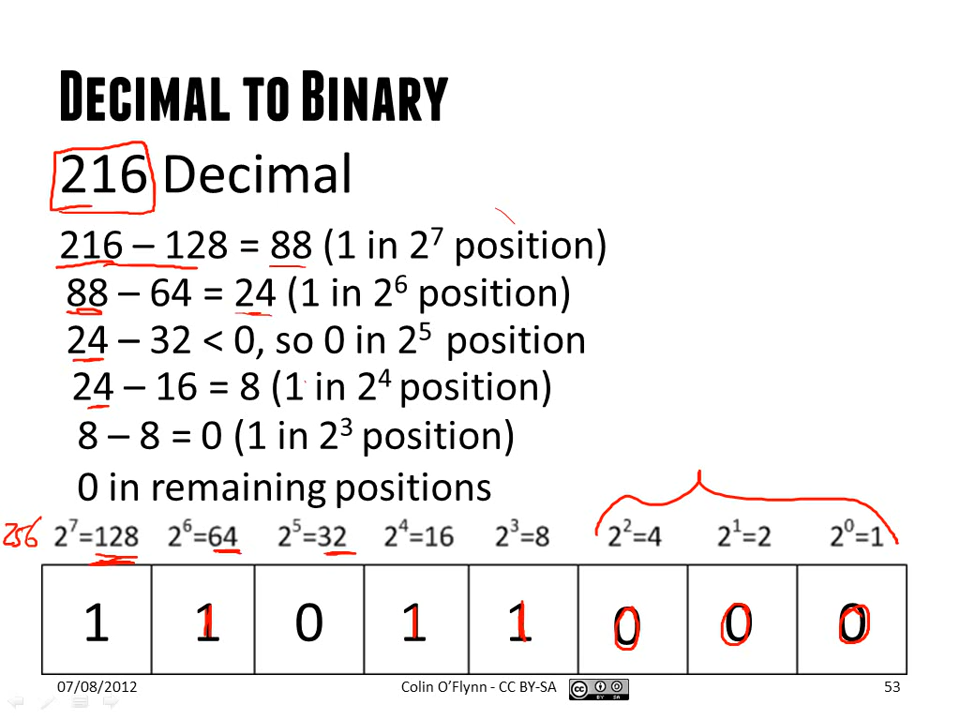 DECIMAL TO BINARY
216 Decimal
216 – 128 = 88 (1 in 2⁷ position)
88 – 64 = 24 (1 in 2⁶ position)
24 – 32 < 0, so 0 in 2⁵ position
24 – 16 = 8 (1 in 2⁴ position)
8 – 8 = 0 (1 in 2³ position)
0 in remaining positions
256 2⁷=128 2⁶=64 2⁵=32 2⁴=16 2³=8 2²=4 2¹=2 2⁰=1
1 1 0 1 1 0 0 0
07/08/2012 Colin O'Flynn - CC BY-SA cc BY SA 53